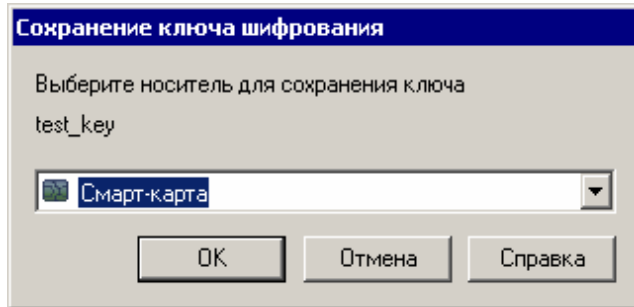 Сохранение ключа шифрования
Выберите носитель для сохранения ключа
test_key
Смарт-карта
OK Отмена Справка